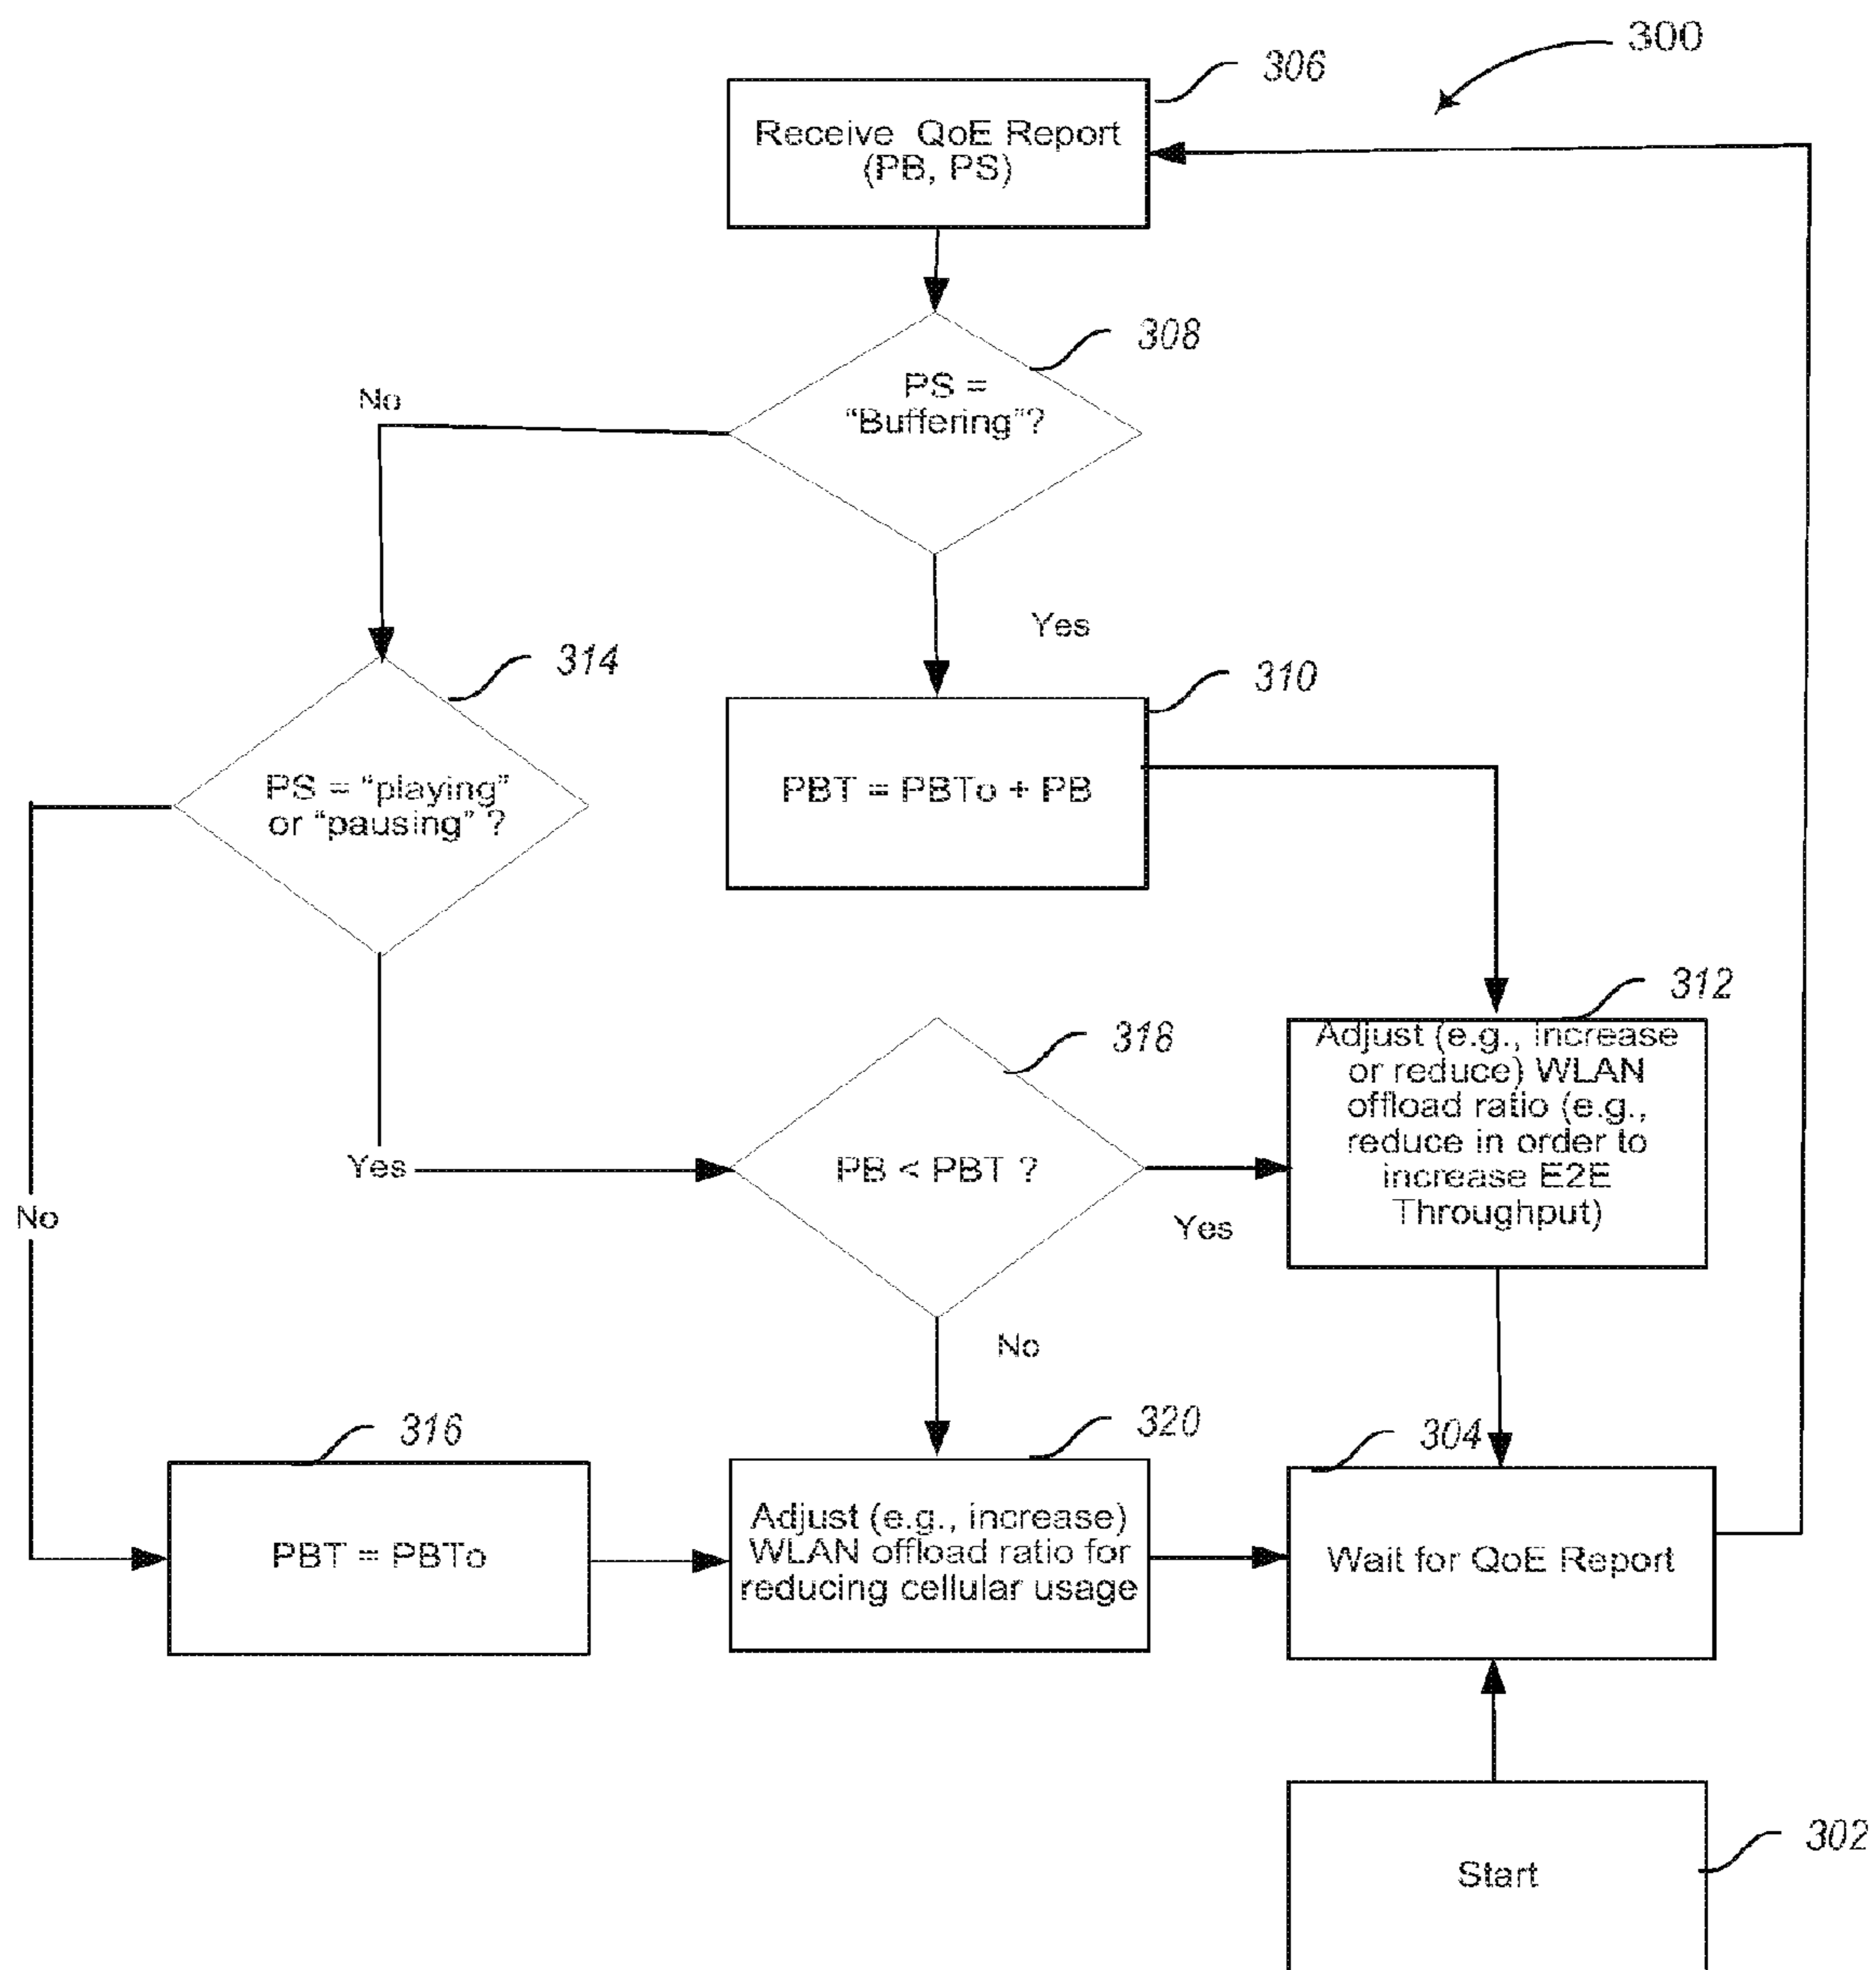 300
306
Receive QoE Report
(PB, PS)
308
PS =
“Buffering”?
No
Yes
314
PS = “playing”
or “pausing” ?
310
PBT = PBTo + PB
312
Adjust (e.g., increase
or reduce) WLAN
offload ratio (e.g.,
reduce in order to
increase E2E
Throughput)
318
PB < PBT ?
Yes
Yes
No
No
316
PBT = PBTo
320
Adjust (e.g., increase)
WLAN offload ratio for
reducing cellular usage
304
Wait for QoE Report
302
Start